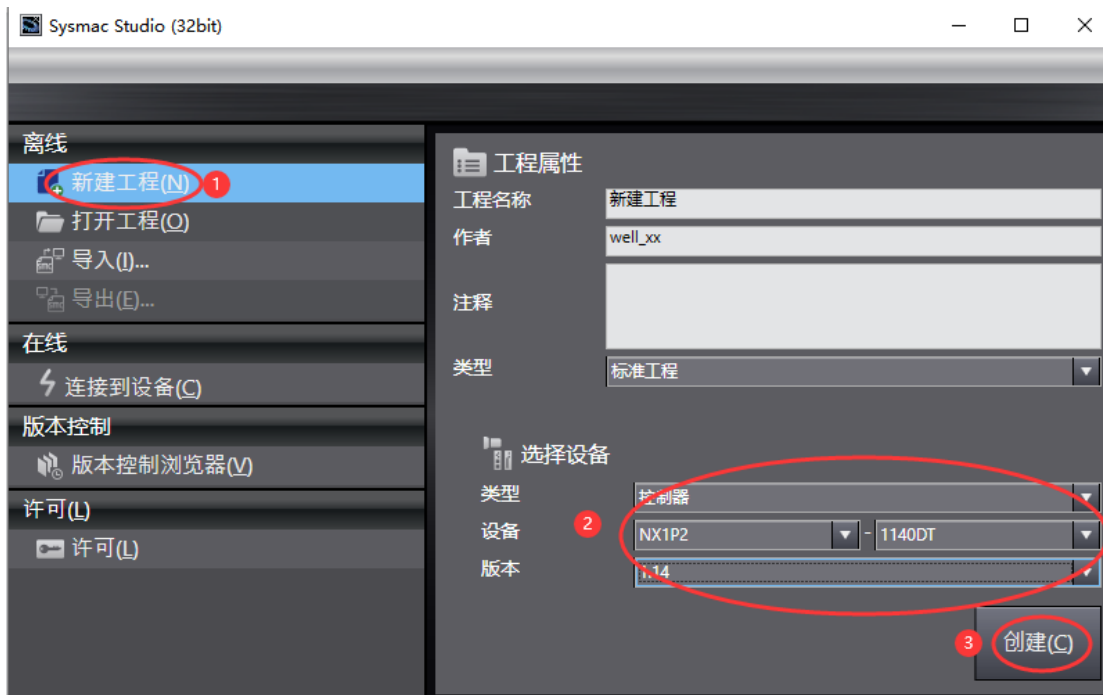 Sysmac Studio (32bit)
离线
新建工程(N) 1
打开工程(O)
导入(I)...
导出(E)...
在线
连接到设备(C)
版本控制
版本控制浏览器(V)
许可(L)
许可(L)
工程属性
工程名称 新建工程
作者 well_xx
注释
类型 标准工程
选择设备
类型 控制器
设备 2 NX1P2 - 1140DT
版本 1.14
3 创建(C)